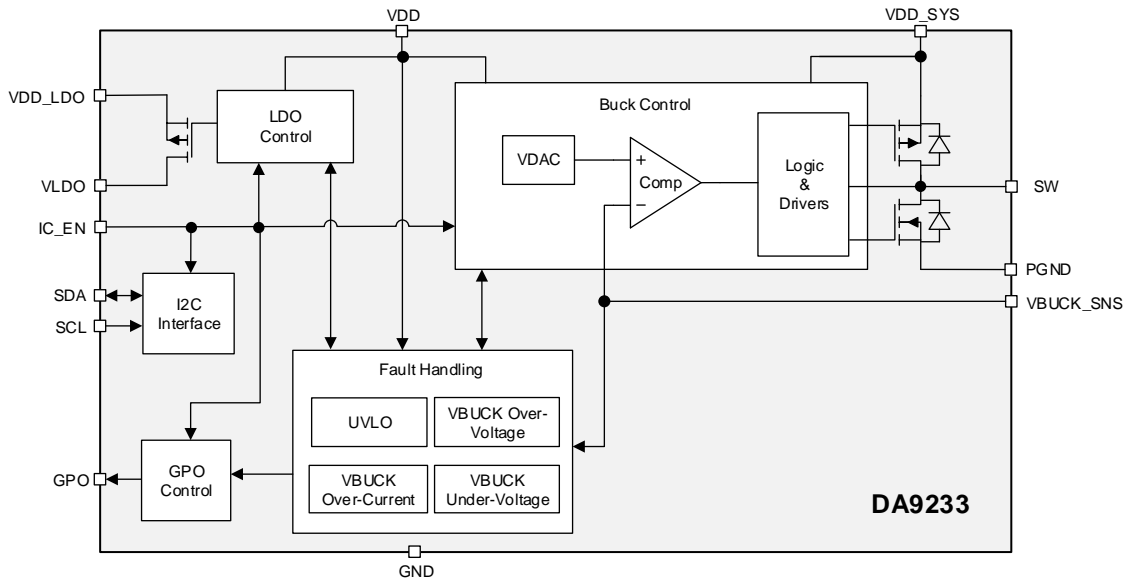 VDD
VDD_SYS
VDD_LDO
LDO
Control
Buck Control
VDAC
+
Comp
−
Logic
&
Drivers
VLDO
SW
IC_EN
PGND
SDA
SCL
I2C
Interface
VBUCK_SNS
Fault Handling
UVLO
VBUCK Over-
Voltage
VBUCK
Over-Current
VBUCK
Under-Voltage
GPO
GPO
Control
DA9233
GND